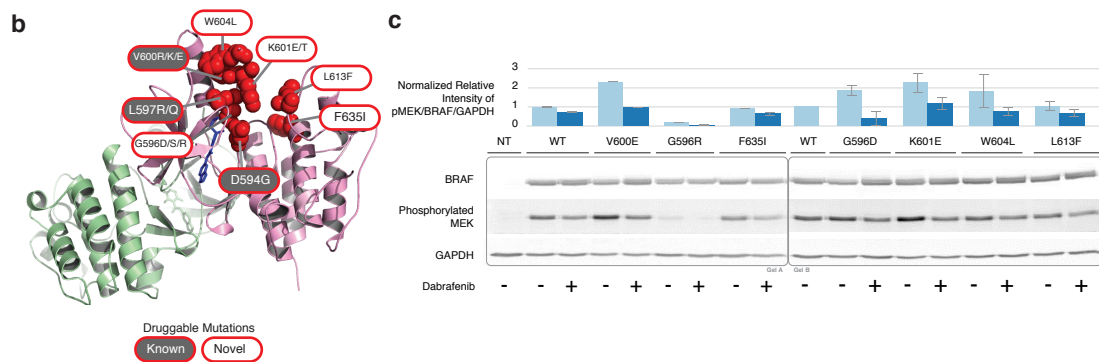 b
W604L
V600R/K/E
K601E/T
L613F
L597R/Q
F635I
G596D/S/R
D594G
Druggable Mutations
Known
Novel
c
3
2
1
0
Normalized Relative
Intensity of
pMEK/BRAF/GAPDH
NT WT V600E G596R F635I WT G596D K601E W604L L613F
BRAF
Phosphorylated
MEK
GAPDH
Gel A Gel B
Dabrafenib - - + - + - + - + - - + - + - + - +